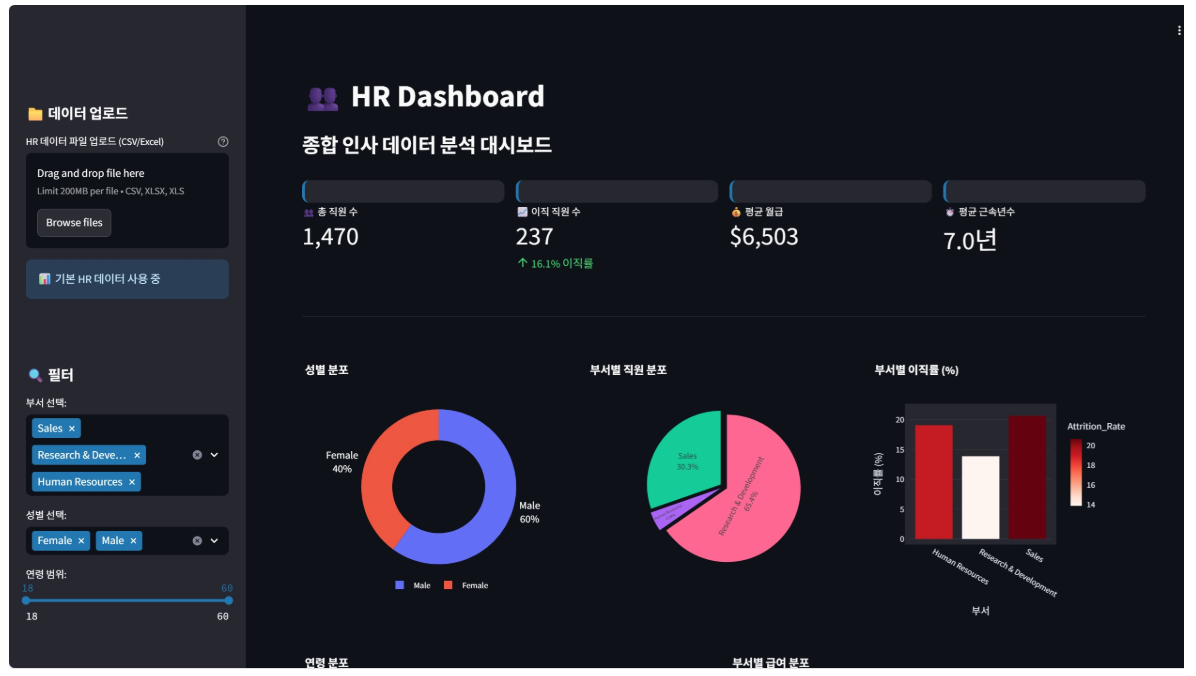 데이터 업로드
HR 데이터 파일 업로드 (CSV/Excel)
Drag and drop file here
Limit 200MB per file • CSV, XLSX, XLS
Browse files
기본 HR 데이터 사용 중
필터
부서 선택:
Sales ×
Research & Deve... ×
Human Resources ×
성별 선택:
Female × Male ×
연령 범위:
18 60
18 60
HR Dashboard
종합 인사 데이터 분석 대시보드
총 직원 수
1,470
이직 직원 수
237
↑ 16.1% 이직률
평균 월급
$6,503
평균 근속년수
7.0년
성별 분포
Female
40%
Male
60%
Male Female
부서별 직원 분포
Sales
30.3%
Research & Development
65.4%
부서별 이직률 (%)
이직률 (%)
20
15
10
5
0
Human Resources
Research & Development
Sales
부서
Attrition_Rate
20
18
16
14
연령 분포
부서별 급여 분포